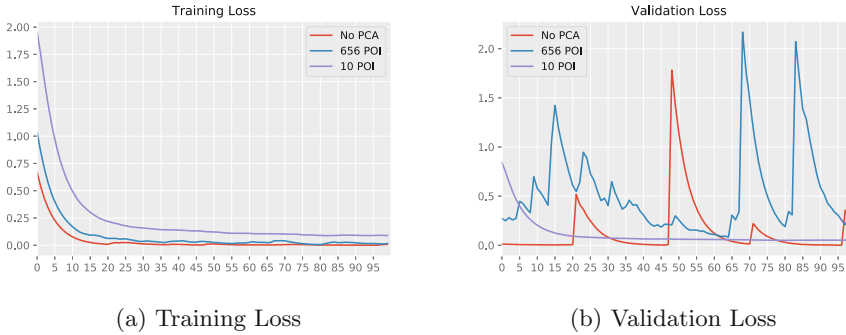 Training Loss
2.00
1.75
1.50
1.25
1.00
0.75
0.50
0.25
0.00
No PCA
656 POI
10 POI
0 5 10 15 20 25 30 35 40 45 50 55 60 65 70 75 80 85 90 95
(a) Training Loss
Validation Loss
2.0
1.5
1.0
0.5
0.0
No PCA
656 POI
10 POI
0 5 10 15 20 25 30 35 40 45 50 55 60 65 70 75 80 85 90 95
(b) Validation Loss